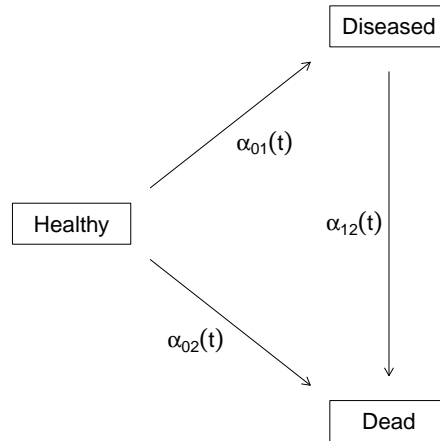 Diseased
α01(t)
Healthy
α12(t)
α02(t)
Dead